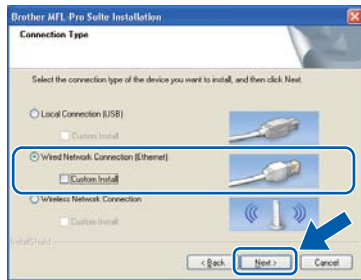 Brother MFL-Pro Suite Installation
Connection Type
Select the connection type of the device you want to install, and then click Next.
Local Connection (USB)
Custom Install
Wired Network Connection (Ethernet)
Custom Install
Wireless Network Connection
Custom Install
InstallShield
< Back
Next >
Cancel